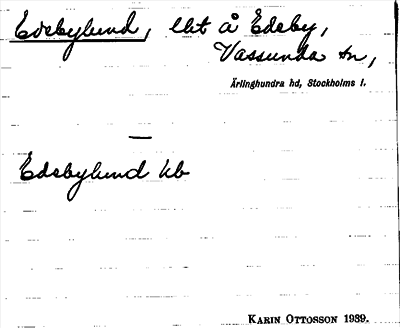 Edebylund, lht å Edeby,
Vassunda sn,
Ärlinghundra hd, Stockholms l.
—
Edebylund kb
KARIN OTTOSSON 1939.